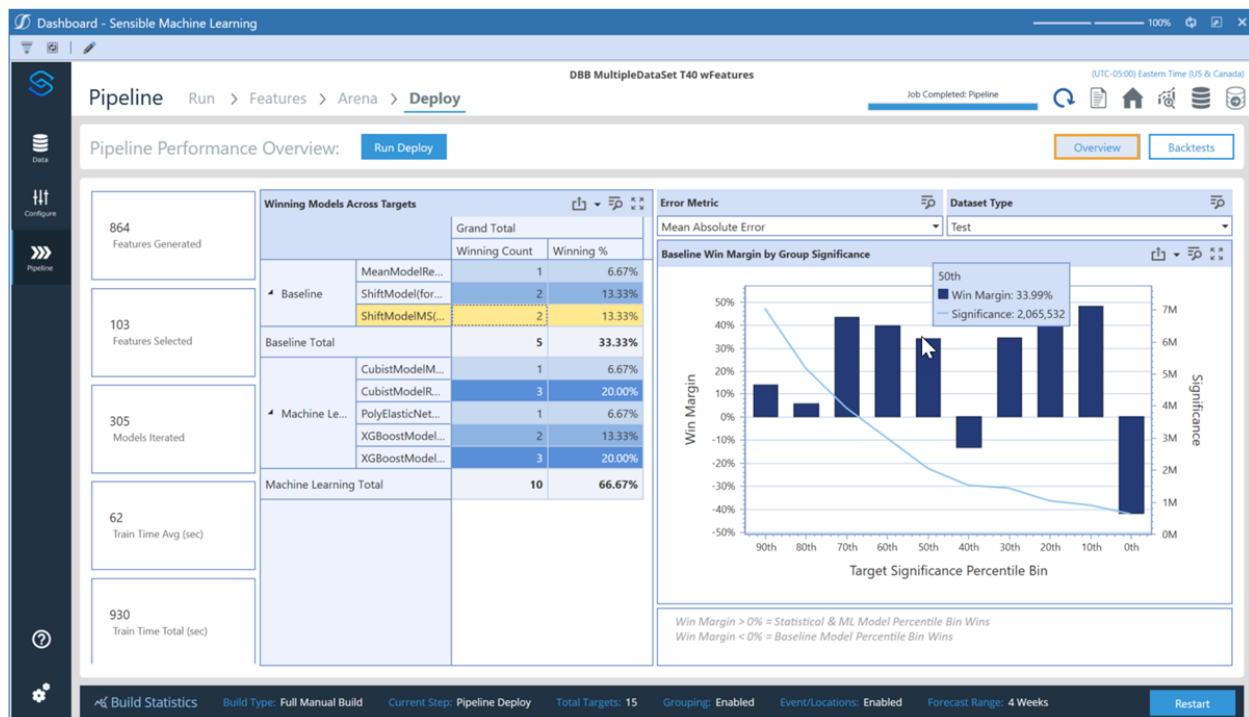 Dashboard - Sensible Machine Learning
100%
DBB MultipleDataSet T40 wFeatures
(UTC-05:00) Eastern Time (US & Canada)
Pipeline Run > Features > Arena > Deploy
Job Completed: Pipeline
Data
Configure
Pipeline
Pipeline Performance Overview: Run Deploy Overview Backtests
864
Features Generated
103
Features Selected
305
Models Iterated
62
Train Time Avg (sec)
930
Train Time Total (sec)
Winning Models Across Targets
Grand Total
Winning Count Winning %
Baseline
MeanModelRe... 1 6.67%
ShiftModel(for... 2 13.33%
ShiftModelMS(... 2 13.33%
Baseline Total 5 33.33%
Machine Le...
CubistModelM... 1 6.67%
CubistModelR... 3 20.00%
PolyElasticNet... 1 6.67%
XGBoostModel... 2 13.33%
XGBoostModel... 3 20.00%
Machine Learning Total 10 66.67%
Error Metric
Mean Absolute Error
Dataset Type
Test
Baseline Win Margin by Group Significance
50th
Win Margin: 33.99%
Significance: 2,065,532
Win Margin
50%
40%
30%
20%
10%
0%
-10%
-20%
-30%
-40%
-50%
Significance
7M
6M
5M
4M
3M
2M
1M
0M
90th 80th 70th 60th 50th 40th 30th 20th 10th 0th
Target Significance Percentile Bin
Win Margin > 0% = Statistical & ML Model Percentile Bin Wins
Win Margin < 0% = Baseline Model Percentile Bin Wins
Build Statistics Build Type: Full Manual Build Current Step: Pipeline Deploy Total Targets: 15 Grouping: Enabled Event/Locations: Enabled Forecast Range: 4 Weeks Restart